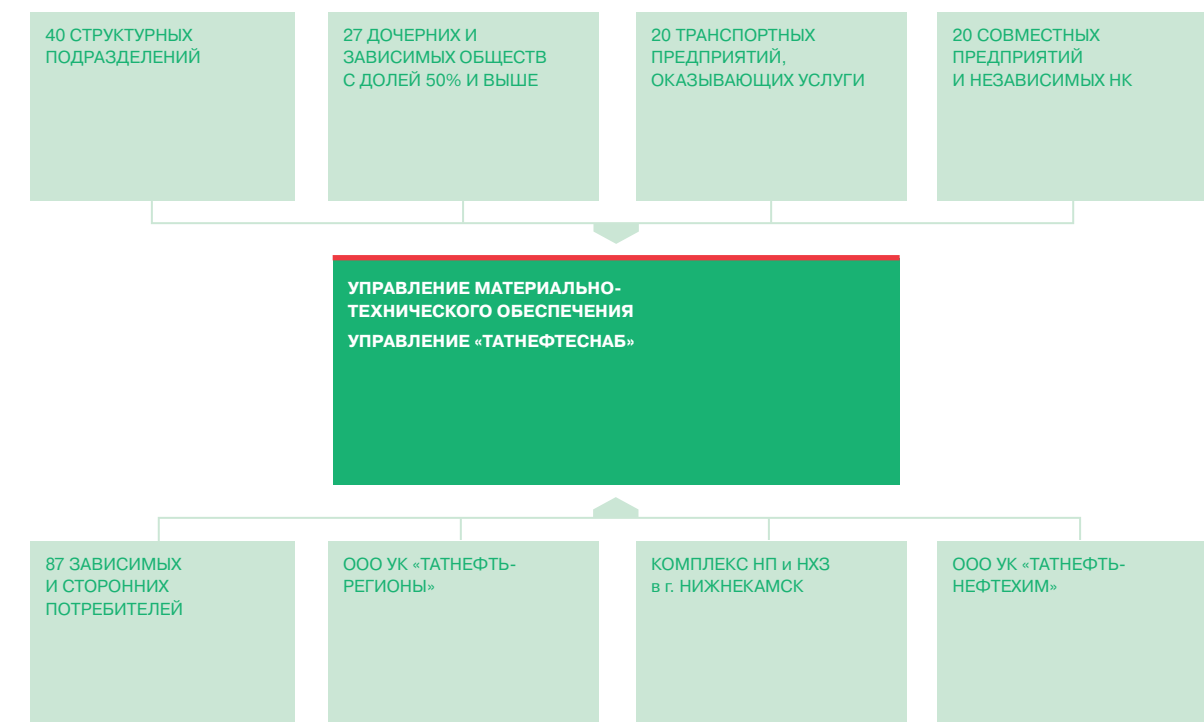 40 СТРУКТУРНЫХ
ПОДРАЗДЕЛЕНИЙ
27 ДОЧЕРНИХ И
ЗАВИСИМЫХ ОБЩЕСТВ
С ДОЛЕЙ 50% И ВЫШЕ
20 ТРАНСПОРТНЫХ
ПРЕДПРИЯТИЙ,
ОКАЗЫВАЮЩИХ УСЛУГИ
20 СОВМЕСТНЫХ
ПРЕДПРИЯТИЙ
И НЕЗАВИСИМЫХ НК
УПРАВЛЕНИЕ МАТЕРИАЛЬНО-
ТЕХНИЧЕСКОГО ОБЕСПЕЧЕНИЯ
УПРАВЛЕНИЕ «ТАТНЕФТЕСНАБ»
87 ЗАВИСИМЫХ
И СТОРОННИХ
ПОТРЕБИТЕЛЕЙ
ООО УК «ТАТНЕФТЬ-
РЕГИОНЫ»
КОМПЛЕКС НП и НХЗ
в г. НИЖНЕКАМСК
ООО УК «ТАТНЕФТЬ-
НЕФТЕХИМ»